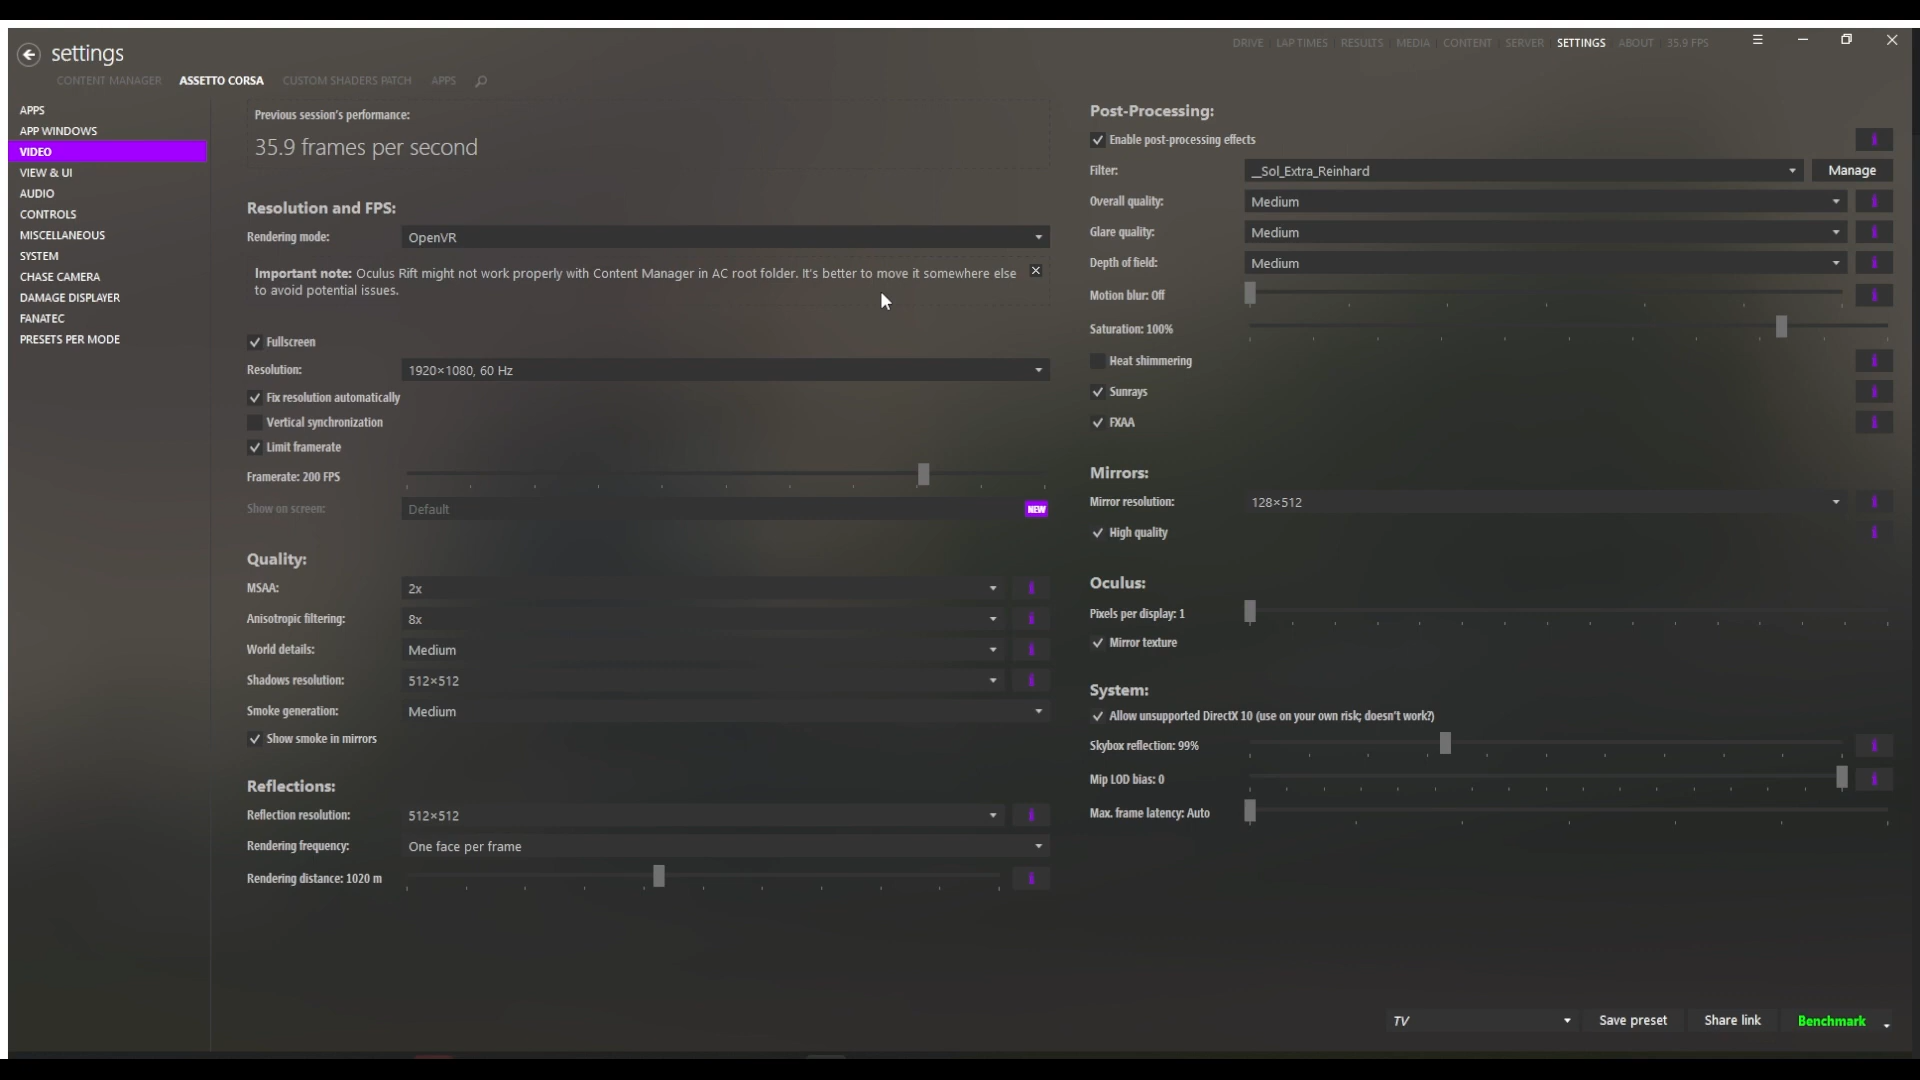 settings
DRIVE LAP TIMES RESULTS MEDIA CONTENT SERVER SETTINGS ABOUT 35.9 FPS
CONTENT MANAGER ASSETTO CORSA CUSTOM SHADERS PATCH APPS
APPS
APP WINDOWS
VIDEO
VIEW & UI
AUDIO
CONTROLS
MISCELLANEOUS
SYSTEM
CHASE CAMERA
DAMAGE DISPLAYER
FANATEC
PRESETS PER MODE
Previous session's performance:
35.9 frames per second
Resolution and FPS:
Rendering mode: OpenVR
Important note: Oculus Rift might not work properly with Content Manager in AC root folder. It's better to move it somewhere else
to avoid potential issues.
Fullscreen
Resolution: 1920×1080, 60 Hz
Fix resolution automatically
Vertical synchronization
Limit framerate
Framerate: 200 FPS
Show on screen: Default NEW
Quality:
MSAA: 2x
Anisotropic filtering: 8x
World details: Medium
Shadows resolution: 512×512
Smoke generation: Medium
Show smoke in mirrors
Reflections:
Reflection resolution: 512×512
Rendering frequency: One face per frame
Rendering distance: 1020 m
Post-Processing:
Enable post-processing effects
Filter: __Sol_Extra_Reinhard Manage
Overall quality: Medium
Glare quality: Medium
Depth of field: Medium
Motion blur: Off
Saturation: 100%
Heat shimmering
Sunrays
FXAA
Mirrors:
Mirror resolution: 128×512
High quality
Oculus:
Pixels per display: 1
Mirror texture
System:
Allow unsupported DirectX 10 (use on your own risk; doesn't work?)
Skybox reflection: 99%
Mip LOD bias: 0
Max. frame latency: Auto
TV Save preset Share link Benchmark